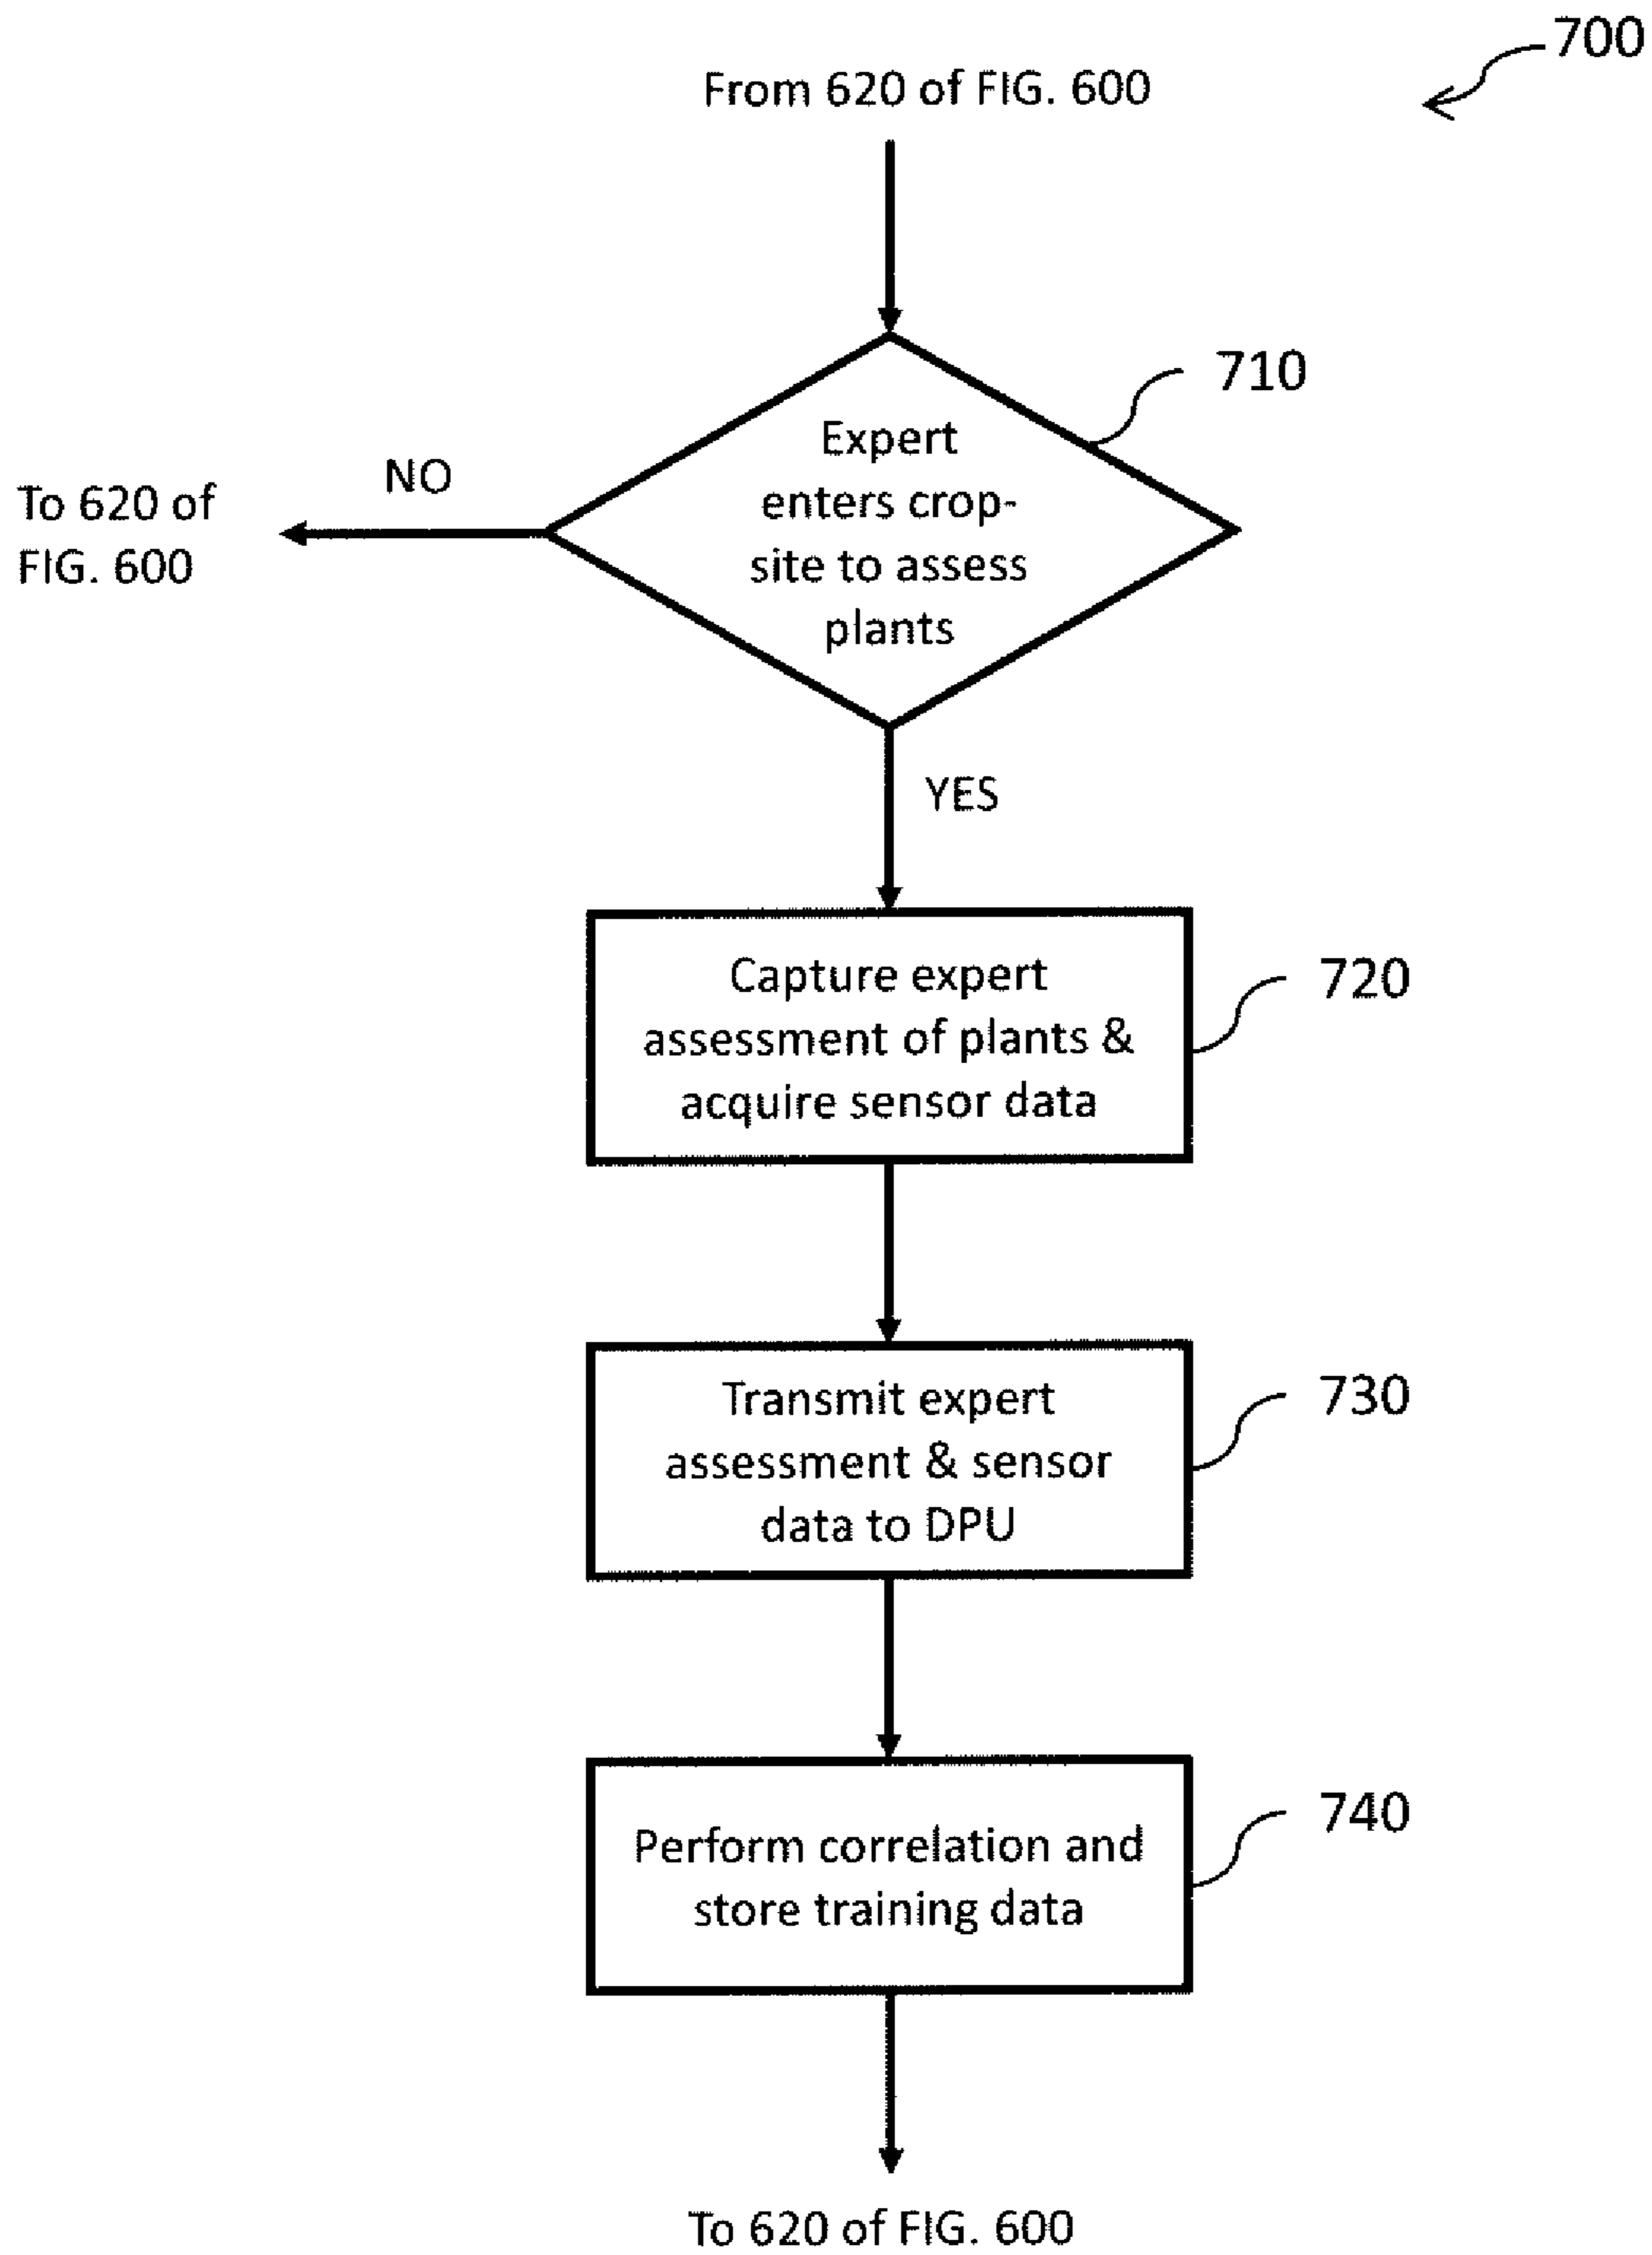 700
From 620 of FIG. 600
710
Expert
enters crop-
site to assess
plants
NO
To 620 of
FIG. 600
YES
720
Capture expert
assessment of plants &
acquire sensor data
730
Transmit expert
assessment & sensor
data to DPU
740
Perform correlation and
store training data
To 620 of FIG. 600